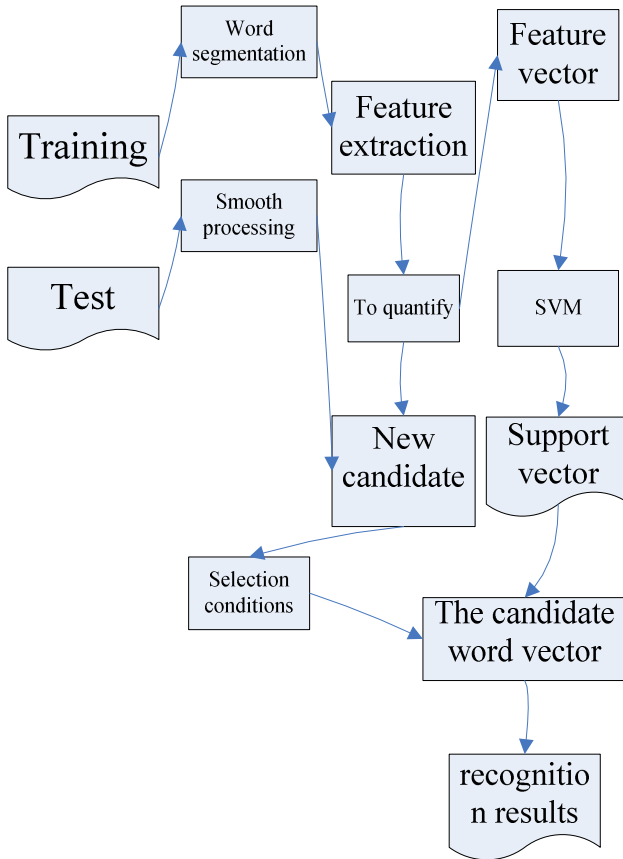 Word
segmentation
Feature
vector
Training
Feature
extraction
Smooth
processing
Test
To quantify
SVM
New
candidate
Support
vector
Selection
conditions
The candidate
word vector
recognitio
n results